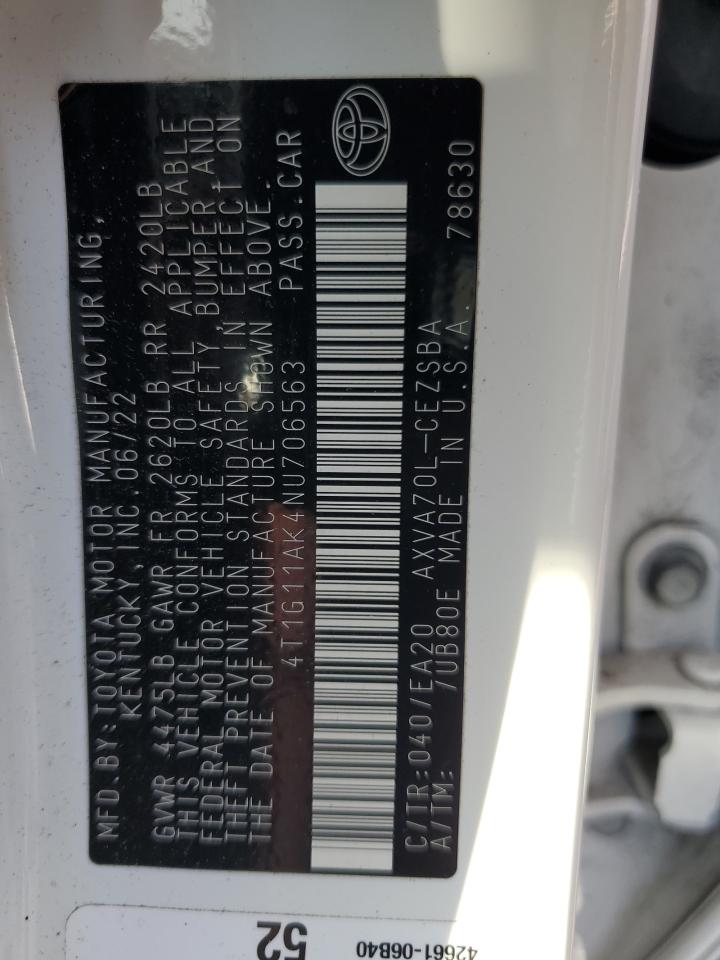 MFD.BY:TOYOTA MOTOR MANUFACTURING,
KENTUCKY, INC. 06/22
GVWR 4475LB GAWR FR 2620LB RR 2420LB
THIS VEHICLE CONFORMS TO ALL APPLICABLE
FEDERAL MOTOR VEHICLE SAFETY, BUMPER, AND
THEFT PREVENTION STANDARDS IN EFFECT ON
THE DATE OF MANUFACTURE SHOWN ABOVE.
4T1G11AK4NU706563 PASS.CAR
C/TR:040/EA20 AXVA70L-CEZSBA
A/TM: /UB80E MADE IN U.S.A. 78630
52
42661-06B40